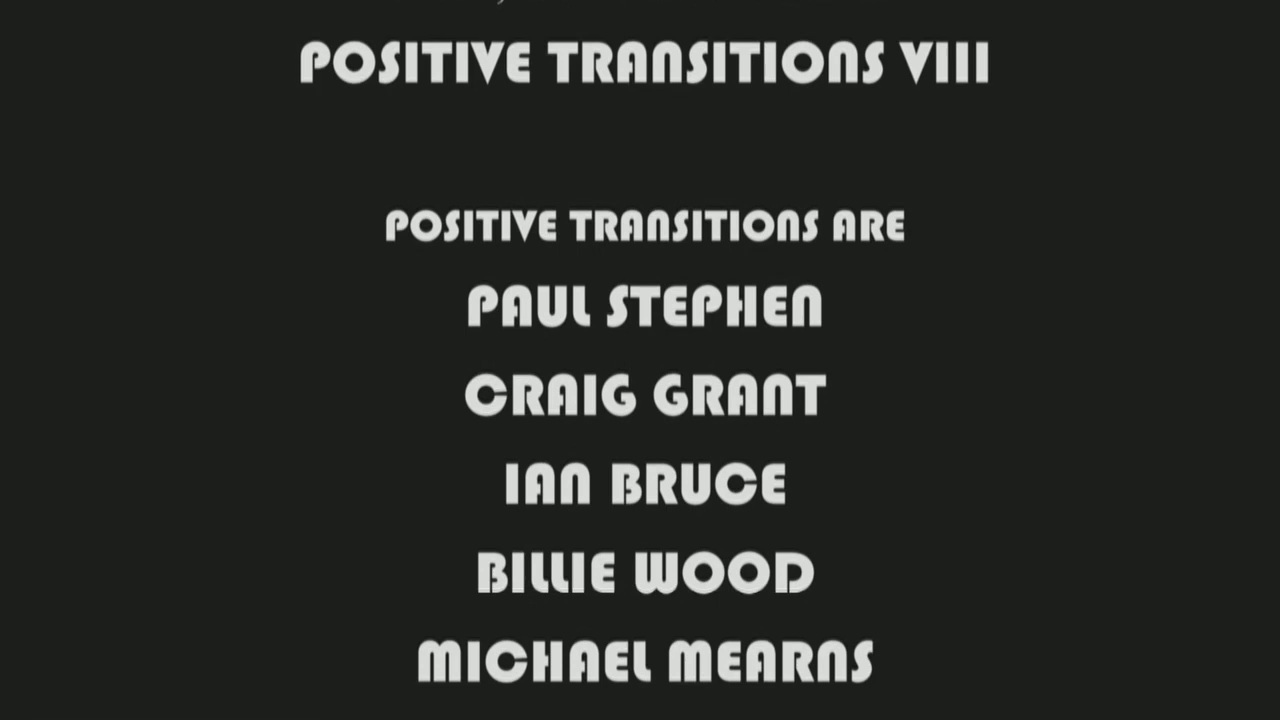 POSITIVE TRANSITIONS VIII
POSITIVE TRANSITIONS ARE
PAUL STEPHEN
CRAIG GRANT
IAN BRUCE
BILLIE WOOD
MICHAEL MEARNS